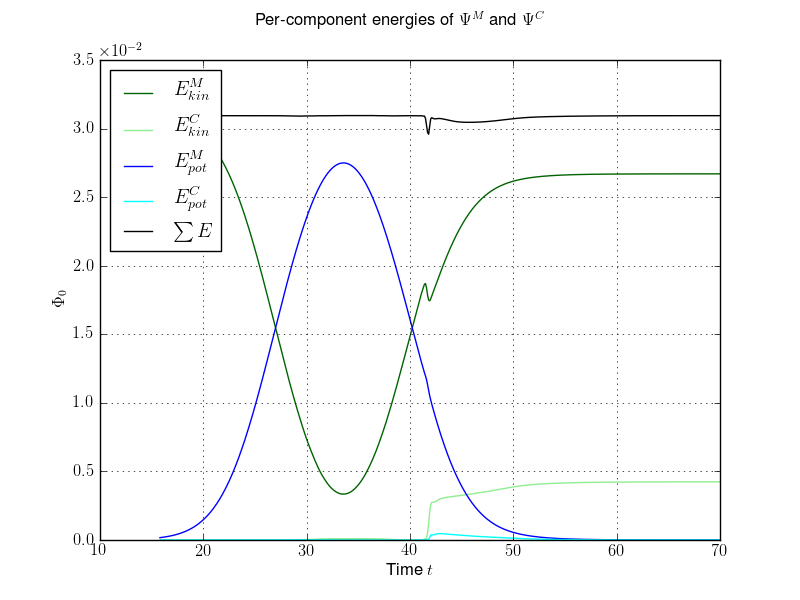 Per-component energies of Ψ^M and Ψ^C
×10^−2
3.5
3.0
2.5
2.0
1.5
1.0
0.5
0.0
Φ_0
E^M_kin
E^C_kin
E^M_pot
E^C_pot
∑ E
10 20 30 40 50 60 70
Time t